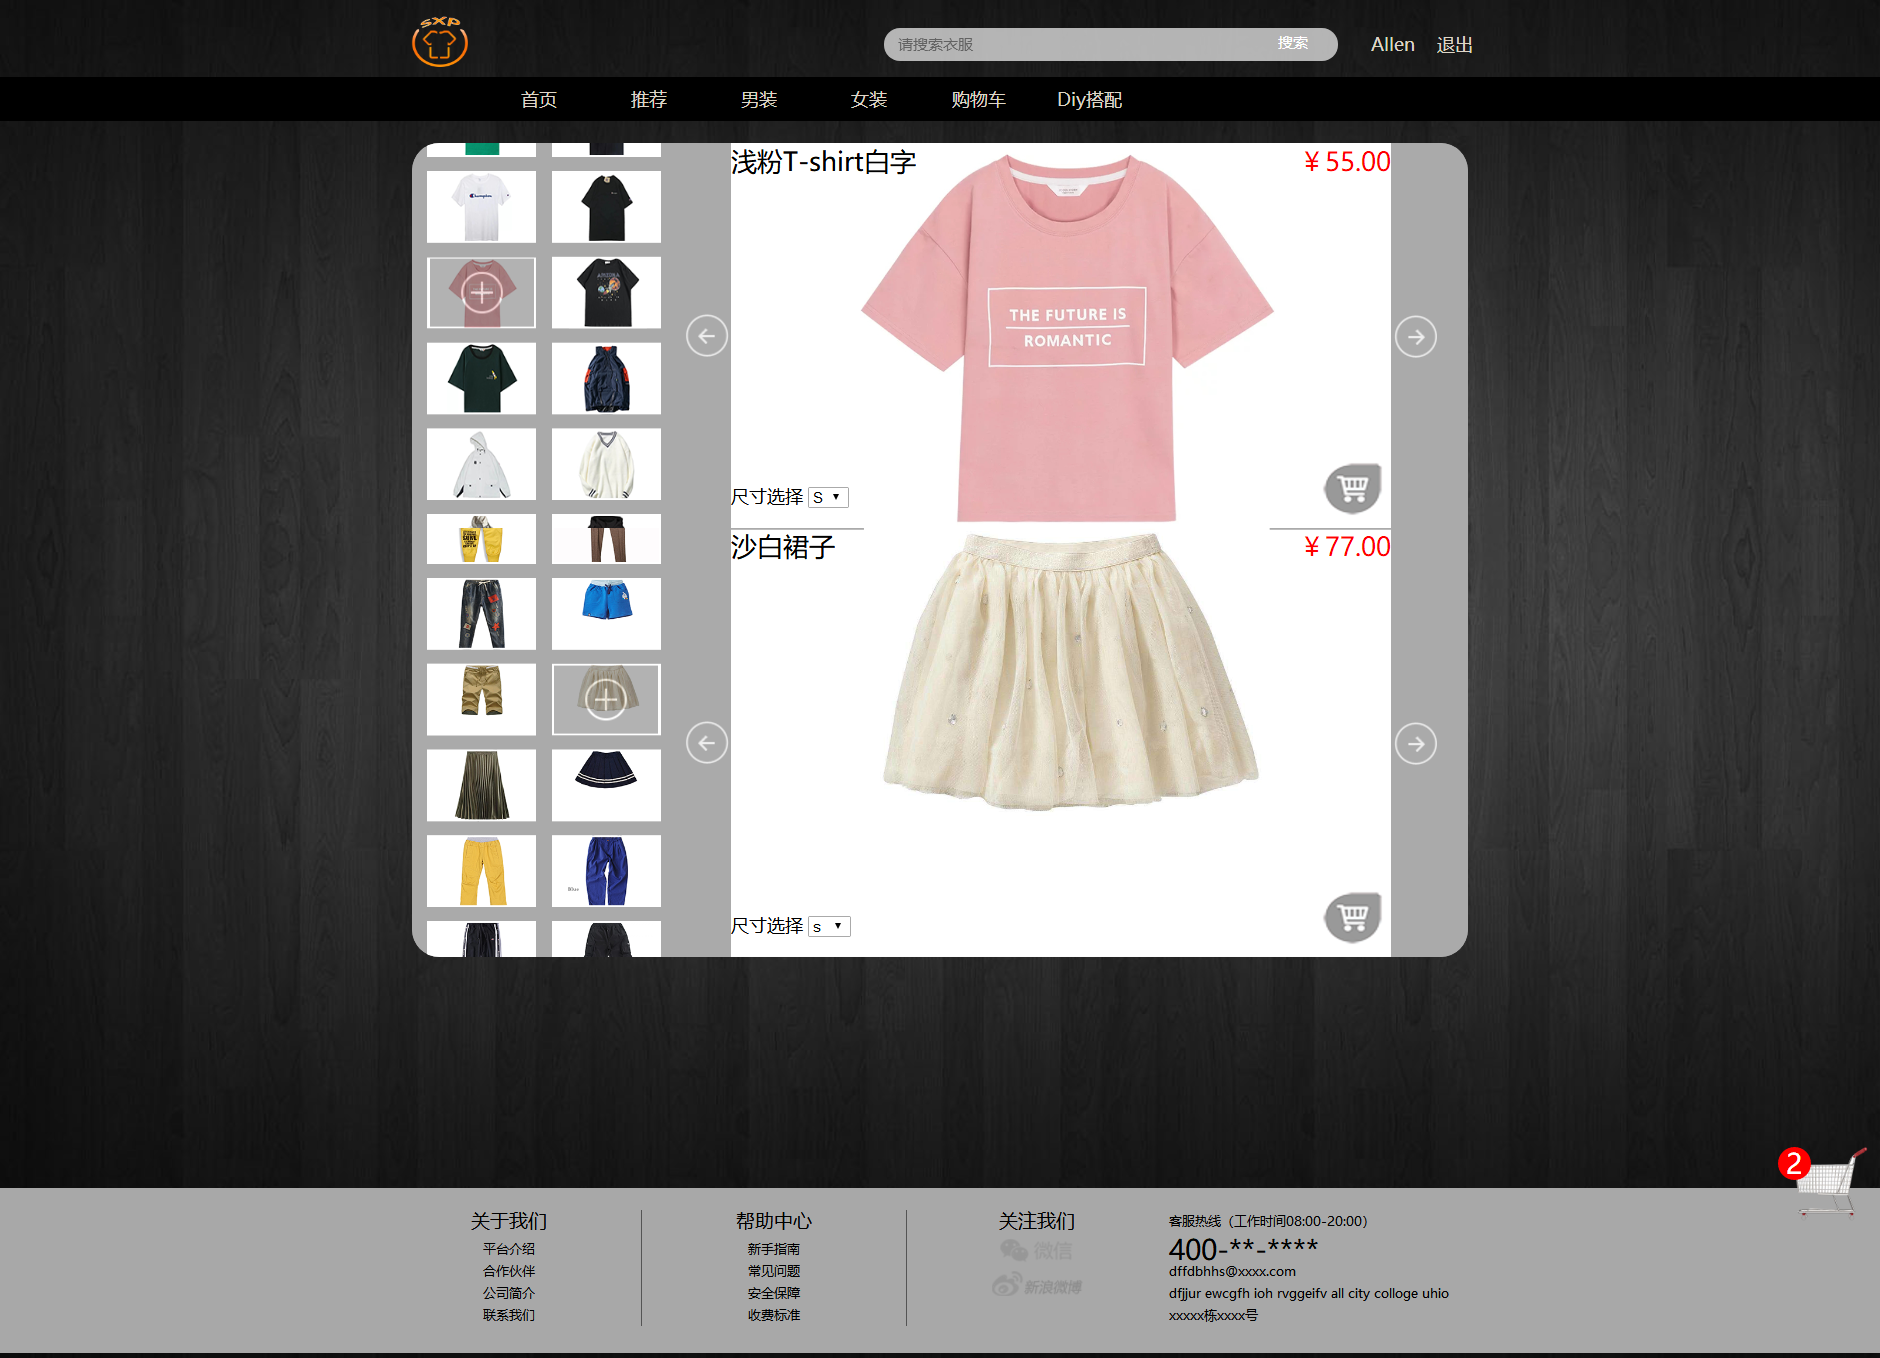 sxp
请搜索衣服
搜索
Allen
退出
首页
推荐
男装
女装
购物车
Diy搭配
浅粉T-shirt白字
¥ 55.00
THE FUTURE IS
ROMANTIC
尺寸选择 S
沙白裙子
¥ 77.00
尺寸选择 s
Champion
Blue
2
关于我们
平台介绍
合作伙伴
公司简介
联系我们
帮助中心
新手指南
常见问题
安全保障
收费标准
关注我们
微信
新浪微博
客服热线（工作时间08:00-20:00）
400-**-****
dffdbhhs@xxxx.com
dfjjur ewcgfh ioh rvggeifv all city colloge uhio
xxxxx栋xxxx号